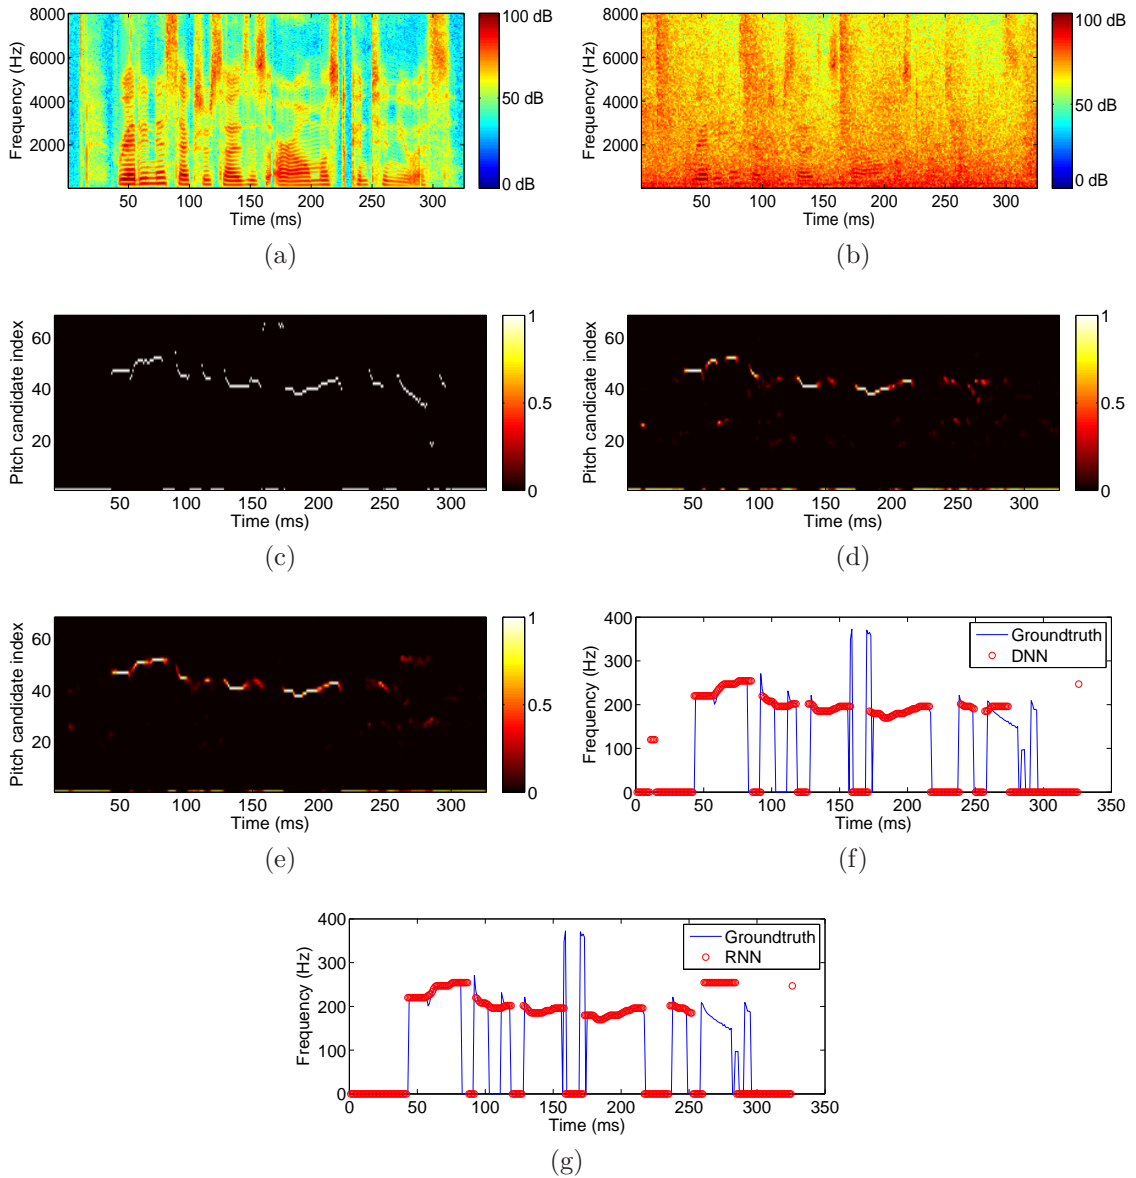 8000
6000
4000
2000
Frequency (Hz)
50 100 150 200 250 300
Time (ms)
100 dB
50 dB
0 dB
(a)
8000
6000
4000
2000
Frequency (Hz)
50 100 150 200 250 300
Time (ms)
100 dB
50 dB
0 dB
(b)
60
40
20
Pitch candidate index
50 100 150 200 250 300
Time (ms)
1
0.5
0
(c)
60
40
20
Pitch candicate index
50 100 150 200 250 300
Time (ms)
1
0.5
0
(d)
60
40
20
Pitch candidate index
50 100 150 200 250 300
Time (ms)
1
0.5
0
(e)
400
300
200
100
0
Frequency (Hz)
0 50 100 150 200 250 300 350
Time (ms)
Groundtruth
DNN
(f)
400
300
200
100
0
Frequency (Hz)
0 50 100 150 200 250 300 350
Time (ms)
Groundtruth
RNN
(g)